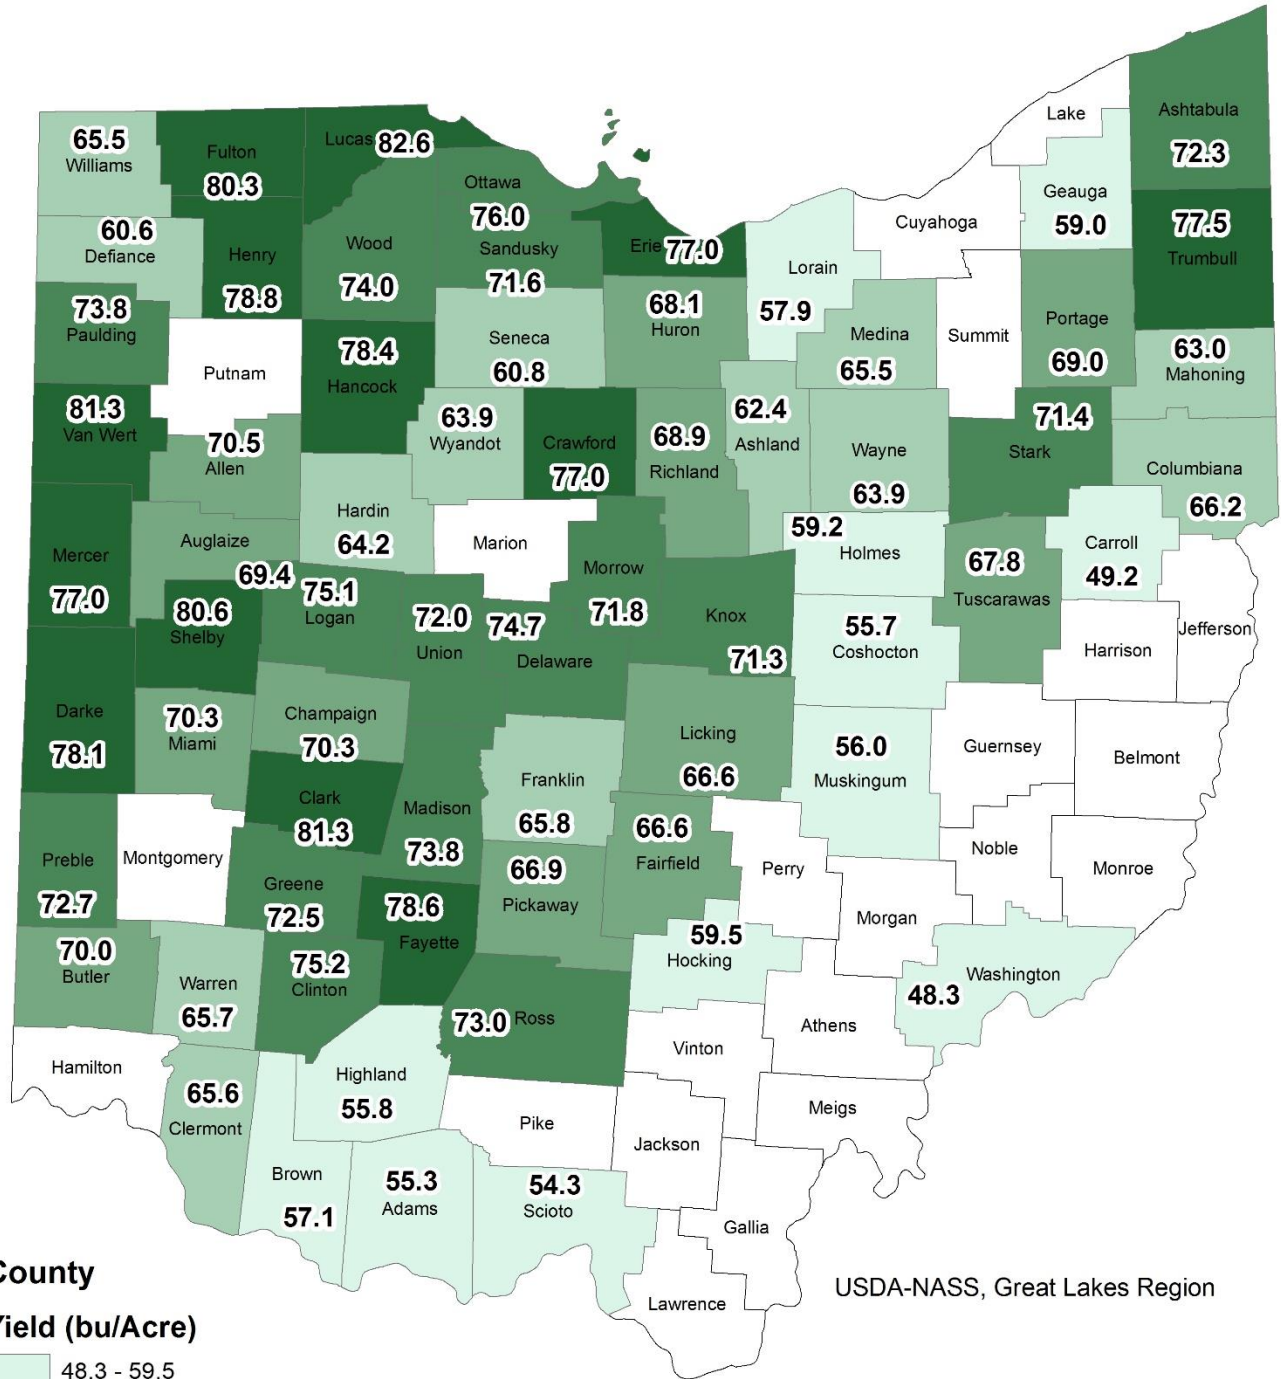 Lake
Ashtabula
72.3
65.5
Williams
Fulton
80.3
Lucas 82.6
Ottawa
76.0
Geauga
59.0
Cuyahoga
77.5
Trumbull
60.6
Defiance
Henry
78.8
Wood
74.0
Sandusky
71.6
Erie 77.0
Lorain
57.9
73.8
Paulding
68.1
Huron
Medina
65.5
Summit
Portage
69.0
63.0
Mahoning
Putnam
78.4
Hancock
Seneca
60.8
81.3
Van Wert
70.5
Allen
63.9
Wyandot
Crawford
77.0
68.9
Richland
62.4
Ashland
Wayne
63.9
71.4
Stark
Columbiana
66.2
Hardin
64.2
Mercer
77.0
Auglaize
69.4
Marion
Morrow
71.8
59.2
Holmes
67.8
Tuscarawas
Carroll
49.2
80.6
Shelby
75.1
Logan
72.0
Union
74.7
Delaware
Knox
71.3
55.7
Coshocton
Harrison
Jefferson
Darke
78.1
70.3
Miami
Champaign
70.3
Licking
66.6
56.0
Muskingum
Guernsey
Belmont
Clark
81.3
Madison
73.8
Franklin
65.8
66.6
Fairfield
Perry
Noble
Monroe
Preble
72.7
Montgomery
Greene
72.5
78.6
Fayette
66.9
Pickaway
Morgan
70.0
Butler
Warren
65.7
75.2
Clinton
59.5
Hocking
Washington
48.3
73.0 Ross
Athens
Vinton
Hamilton
65.6
Clermont
Highland
55.8
Pike
Meigs
Jackson
Brown
57.1
55.3
Adams
54.3
Scioto
Gallia
Lawrence
County
Yield (bu/Acre)
48.3 - 59.5
USDA-NASS, Great Lakes Region